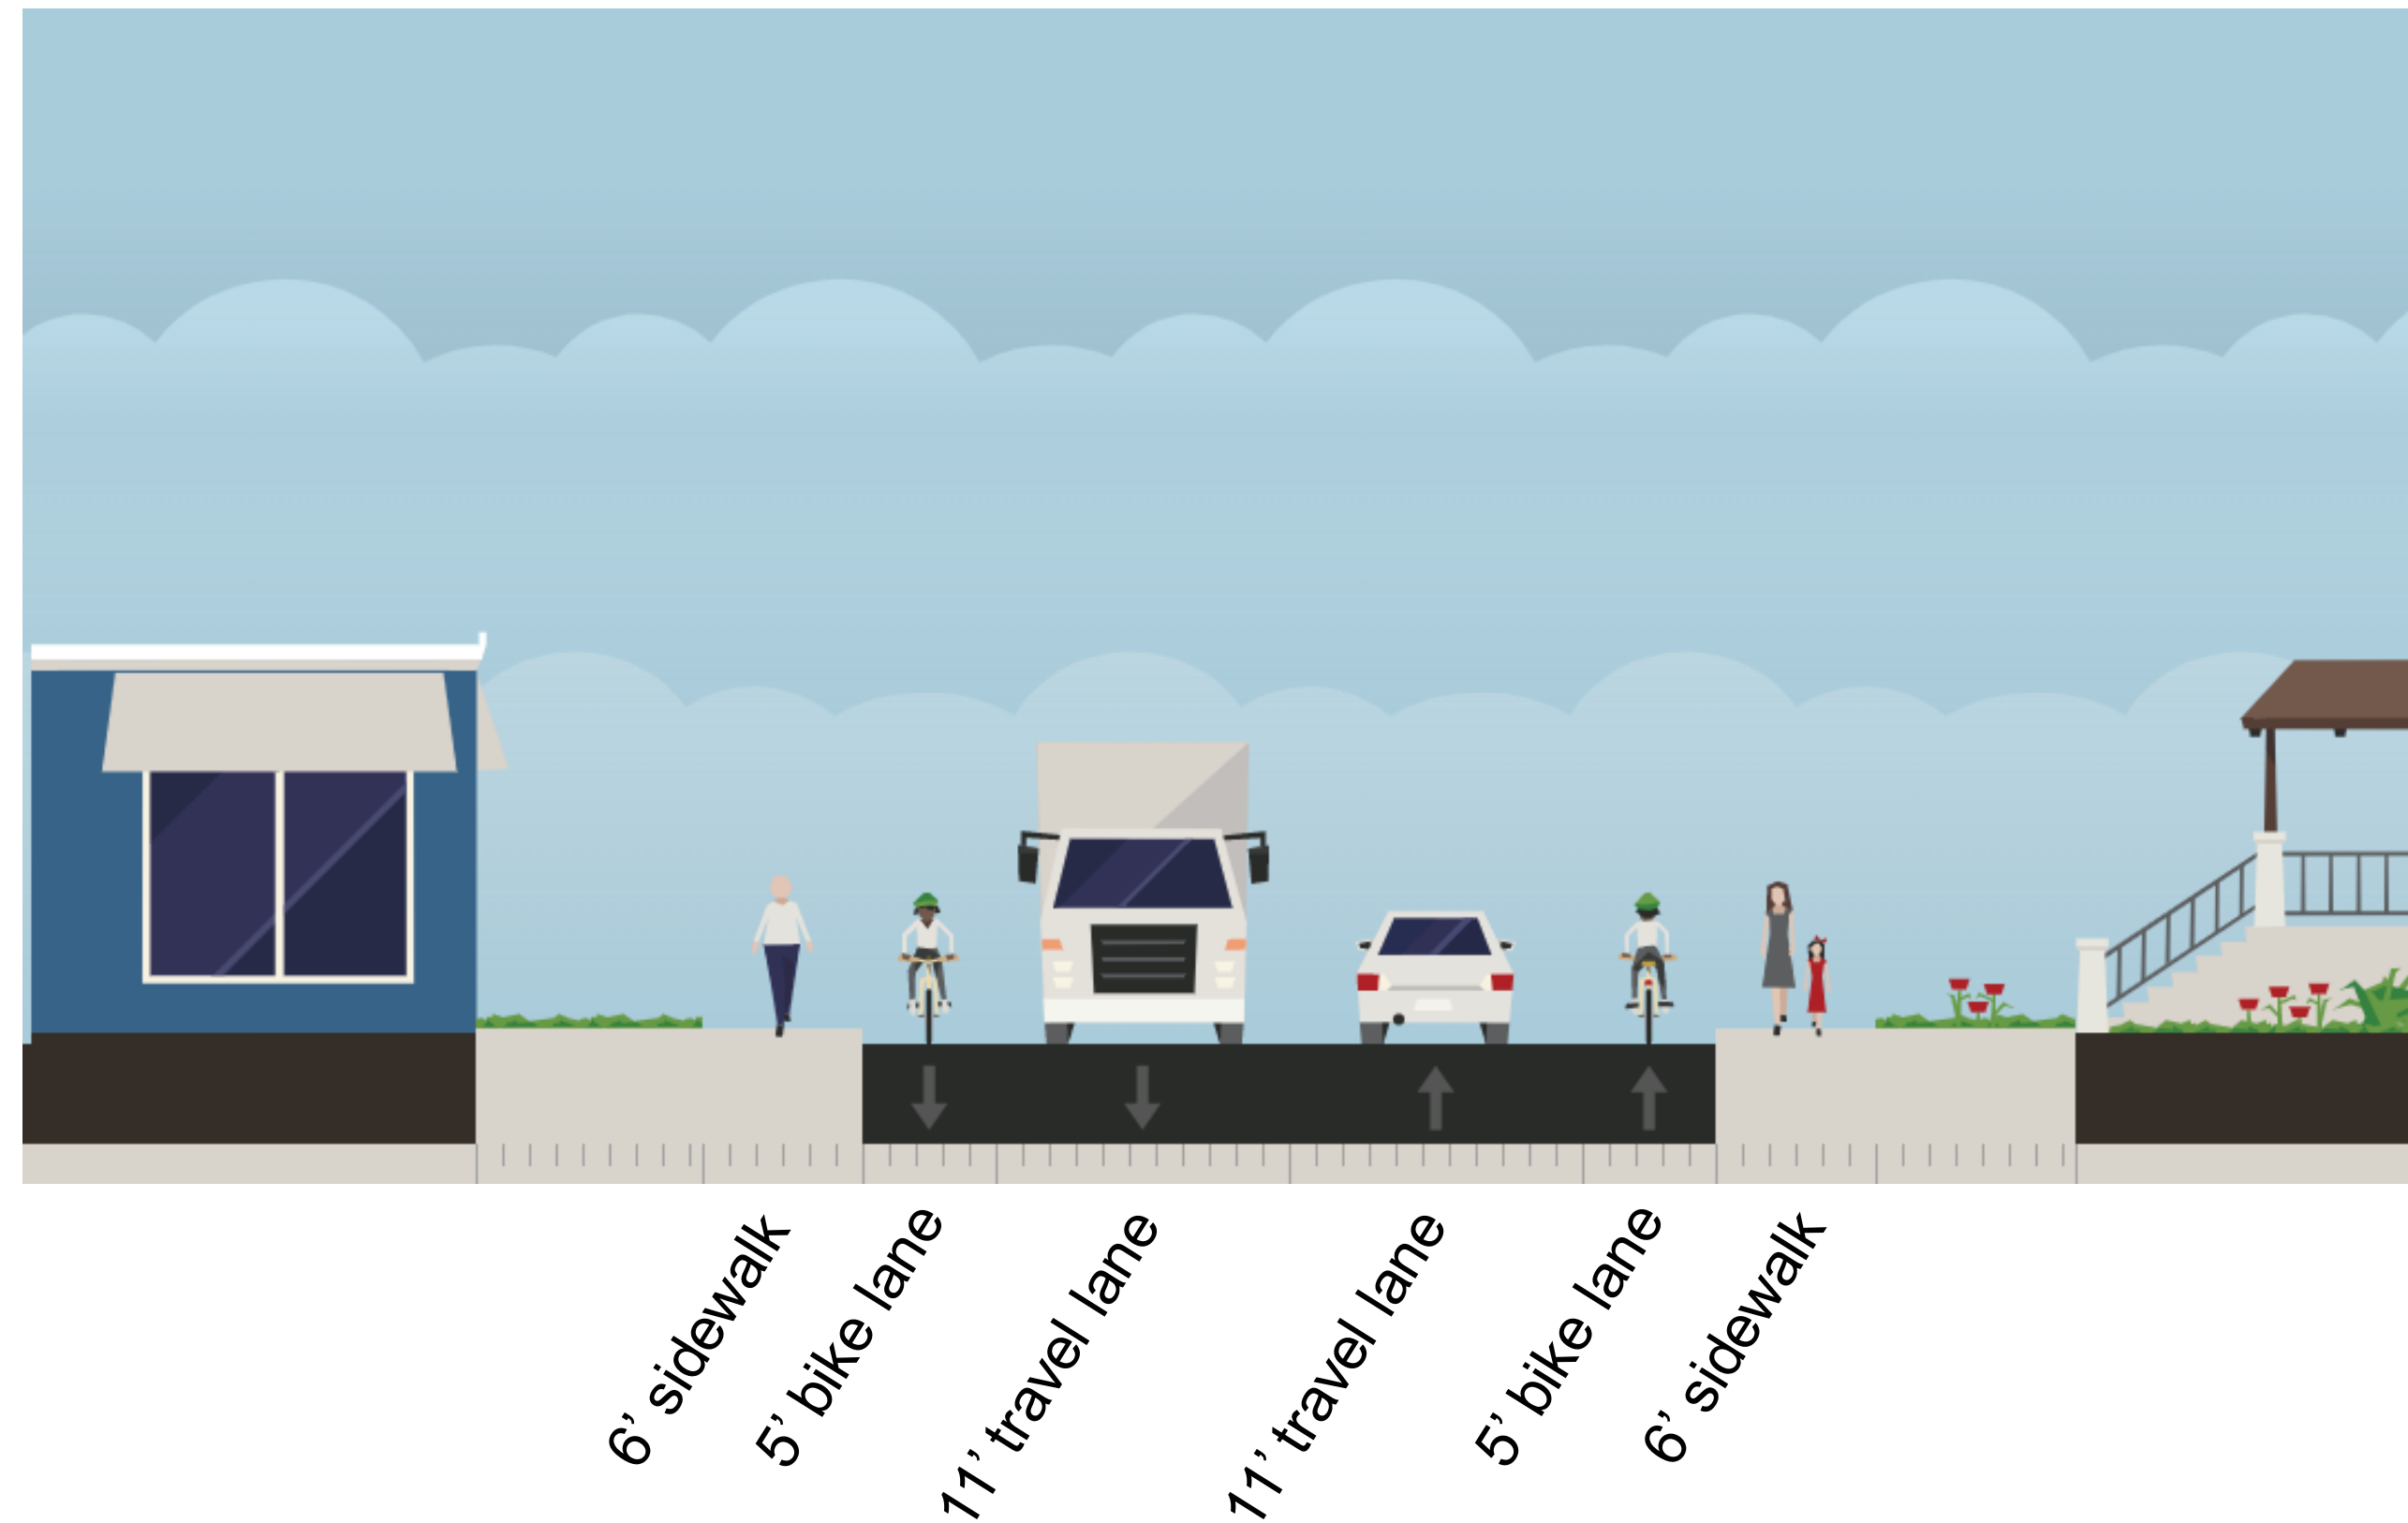 6’ sidewalk
5’ bike lane
11’ travel lane
11’ travel lane
5’ bike lane
6’ sidewalk